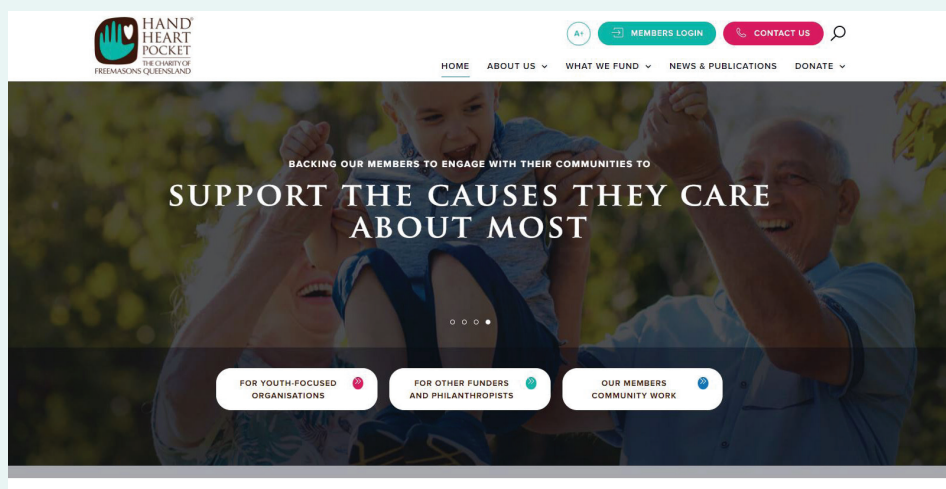 HAND
HEART
POCKET
THE CHARITY OF
FREEMASONS QUEENSLAND
A+
MEMBERS LOGIN
CONTACT US
HOME
ABOUT US
WHAT WE FUND
NEWS & PUBLICATIONS
DONATE
BACKING OUR MEMBERS TO ENGAGE WITH THEIR COMMUNITIES TO
SUPPORT THE CAUSES THEY CARE
ABOUT MOST
FOR YOUTH-FOCUSED
ORGANISATIONS
FOR OTHER FUNDERS
AND PHILANTHROPISTS
OUR MEMBERS
COMMUNITY WORK